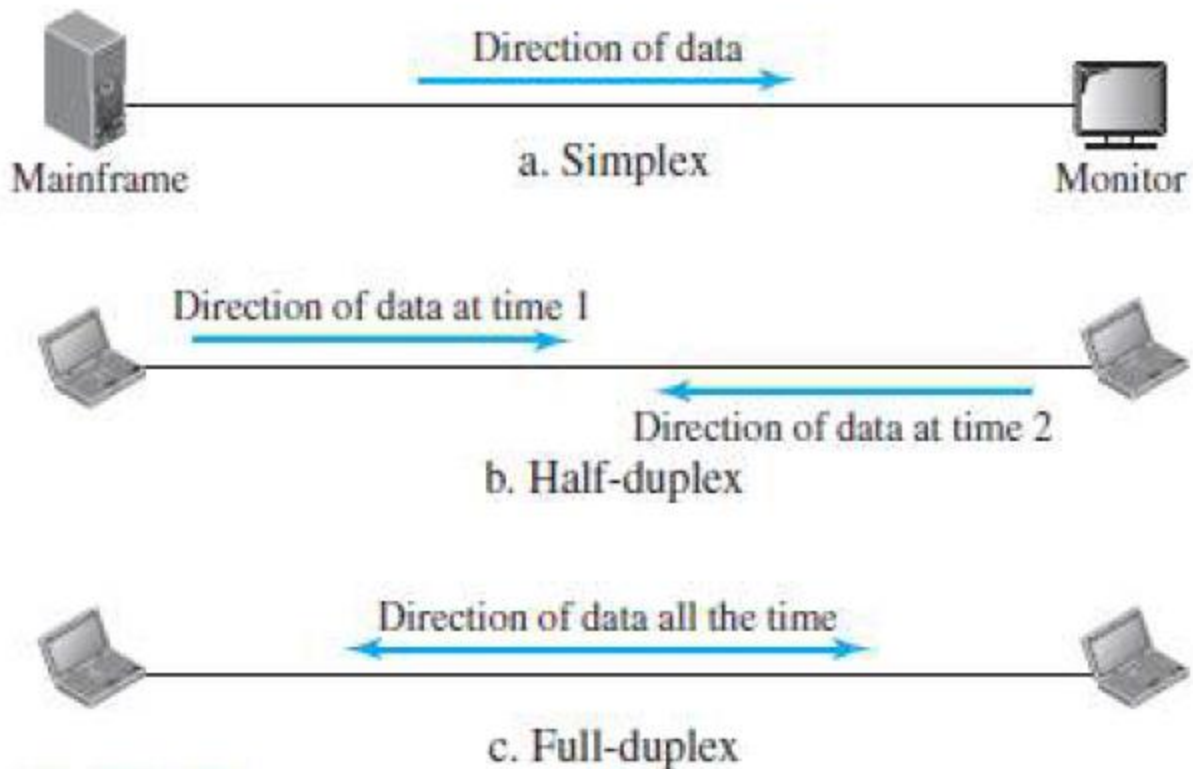 Direction of data
Mainframe
a. Simplex
Monitor
Direction of data at time 1
Direction of data at time 2
b. Half-duplex
Direction of data all the time
c. Full-duplex